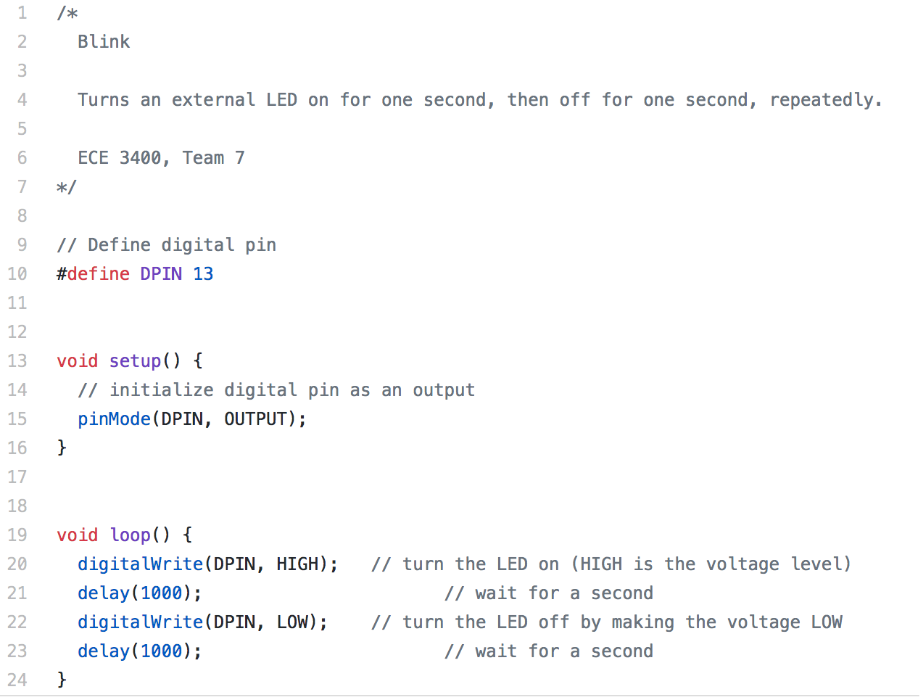 1 /*
2   Blink
3
4   Turns an external LED on for one second, then off for one second, repeatedly.
5
6   ECE 3400, Team 7
7 */
8
9 // Define digital pin
10 #define DPIN 13
11
12
13 void setup() {
14   // initialize digital pin as an output
15   pinMode(DPIN, OUTPUT);
16 }
17
18
19 void loop() {
20   digitalWrite(DPIN, HIGH);   // turn the LED on (HIGH is the voltage level)
21   delay(1000);                       // wait for a second
22   digitalWrite(DPIN, LOW);    // turn the LED off by making the voltage LOW
23   delay(1000);                       // wait for a second
24 }